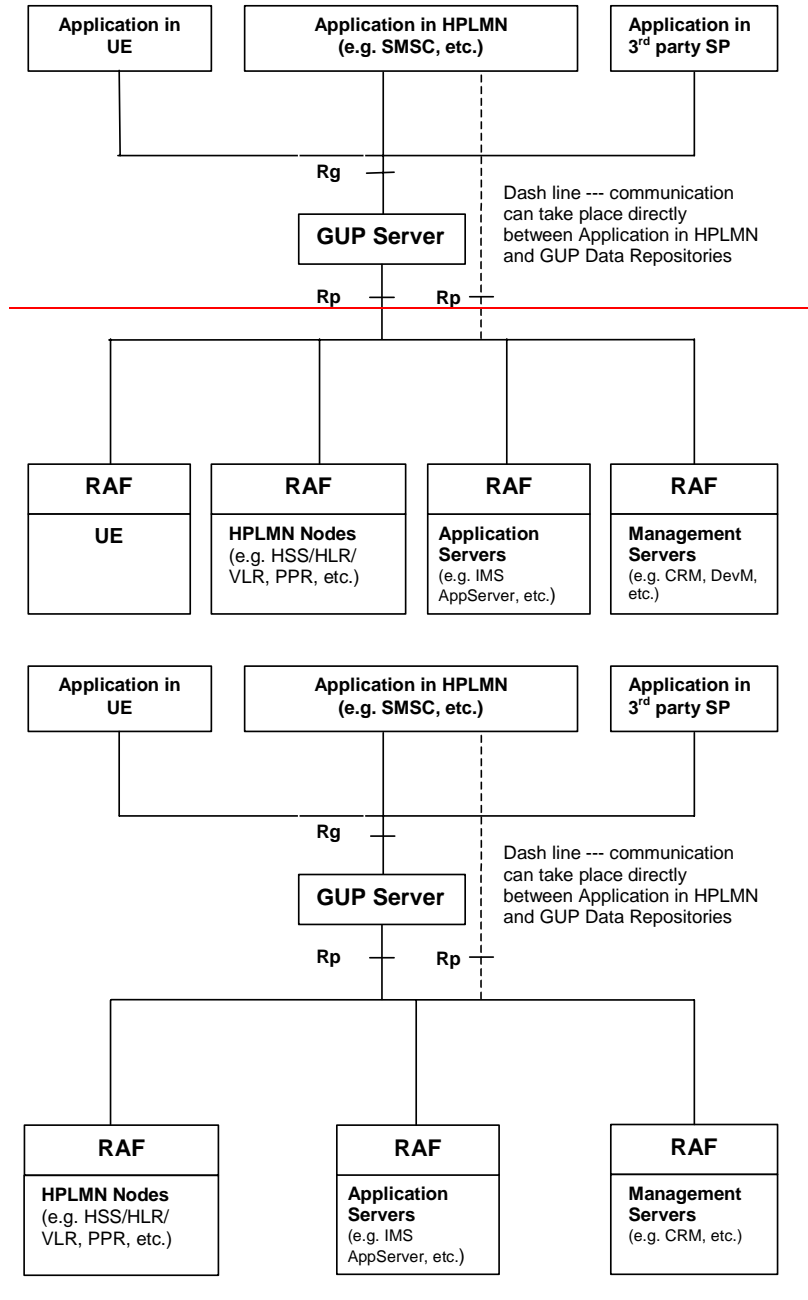 Application in
UE
Application in HPLMN
(e.g. SMSC, etc.)
Application in
3rd party SP
Rg
Dash line --- communication
can take place directly
between Application in HPLMN
and GUP Data Repositories
GUP Server
Rp
Rp
RAF
UE
RAF
HPLMN Nodes
(e.g. HSS/HLR/
VLR, PPR, etc.)
RAF
Application
Servers
(e.g. IMS
AppServer, etc.)
RAF
Management
Servers
(e.g. CRM, DevM,
etc.)
Application in
UE
Application in HPLMN
(e.g. SMSC, etc.)
Application in
3rd party SP
Rg
Dash line --- communication
can take place directly
between Application in HPLMN
and GUP Data Repositories
GUP Server
Rp
Rp
RAF
HPLMN Nodes
(e.g. HSS/HLR/
VLR, PPR, etc.)
RAF
Application
Servers
(e.g. IMS
AppServer, etc.)
RAF
Management
Servers
(e.g. CRM, etc.)